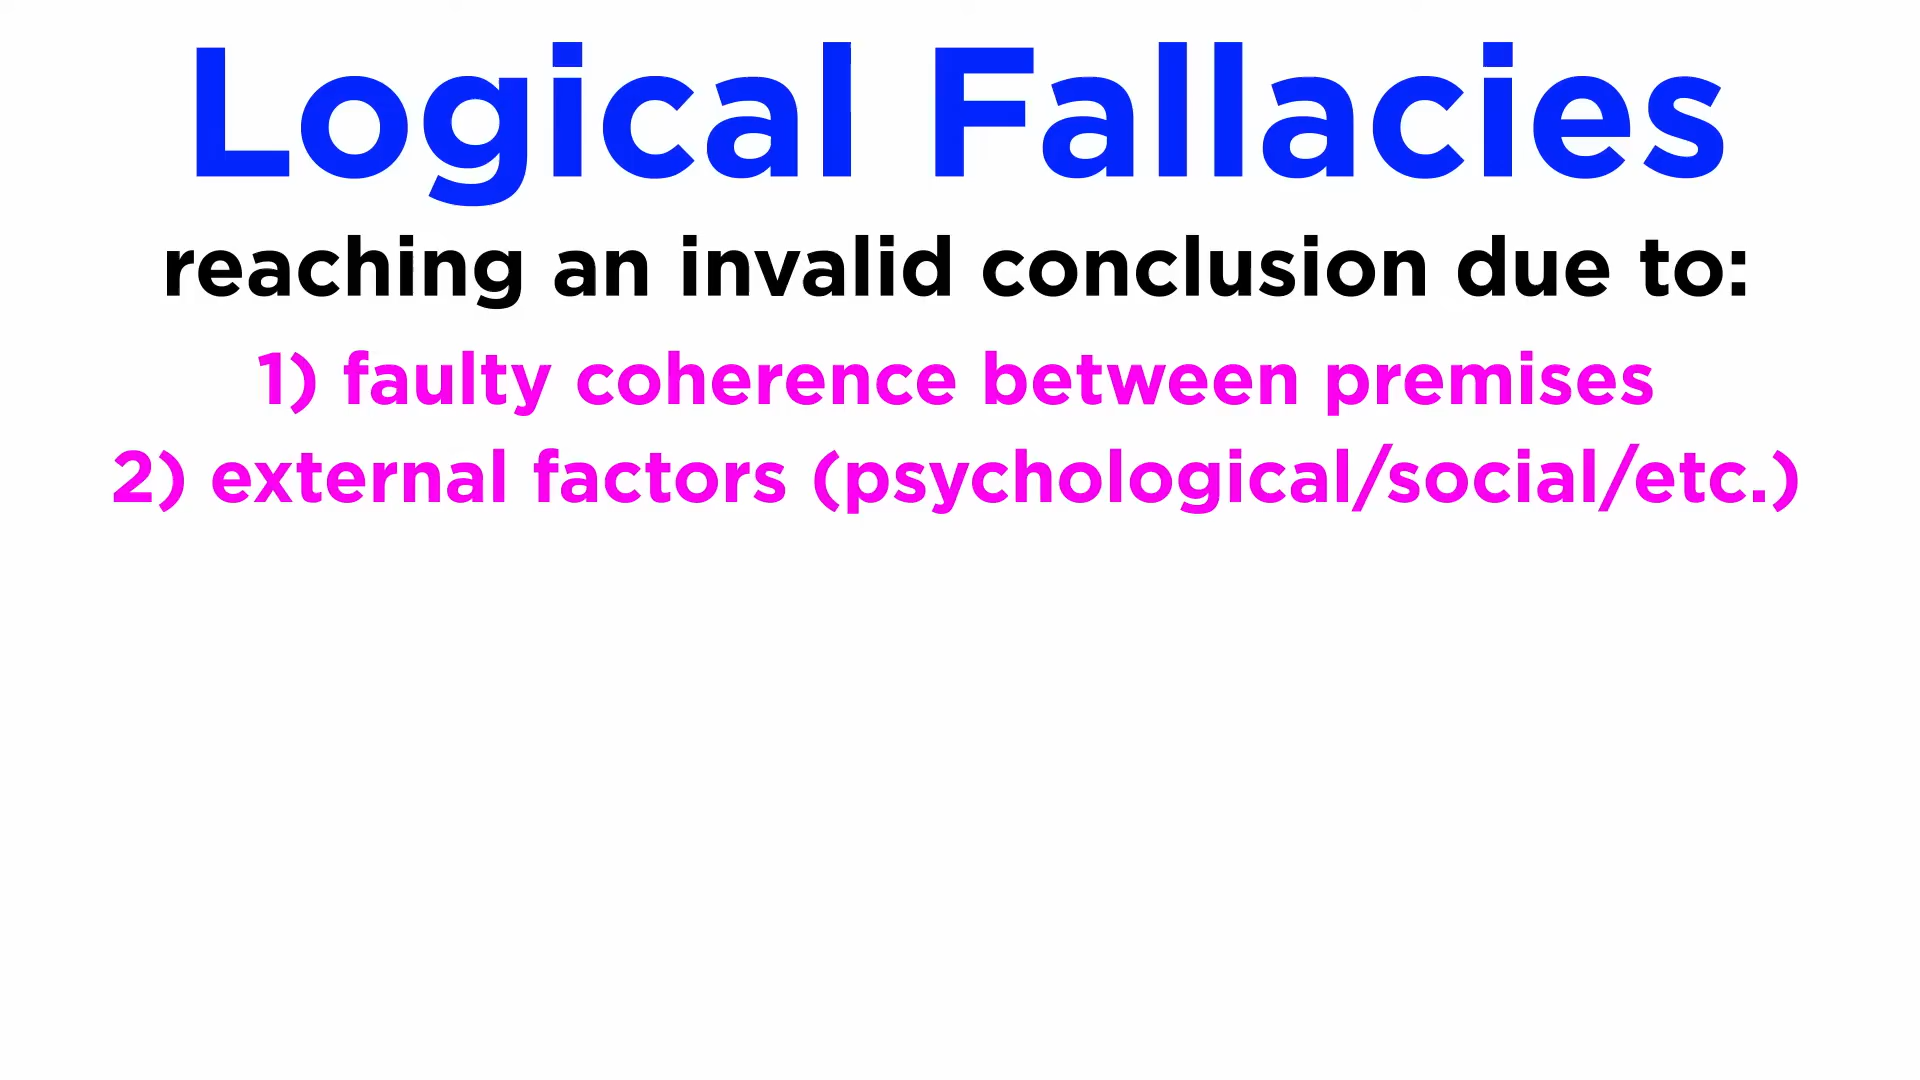 Logical Fallacies
reaching an invalid conclusion due to:
1) faulty coherence between premises
2) external factors (psychological/social/etc.)